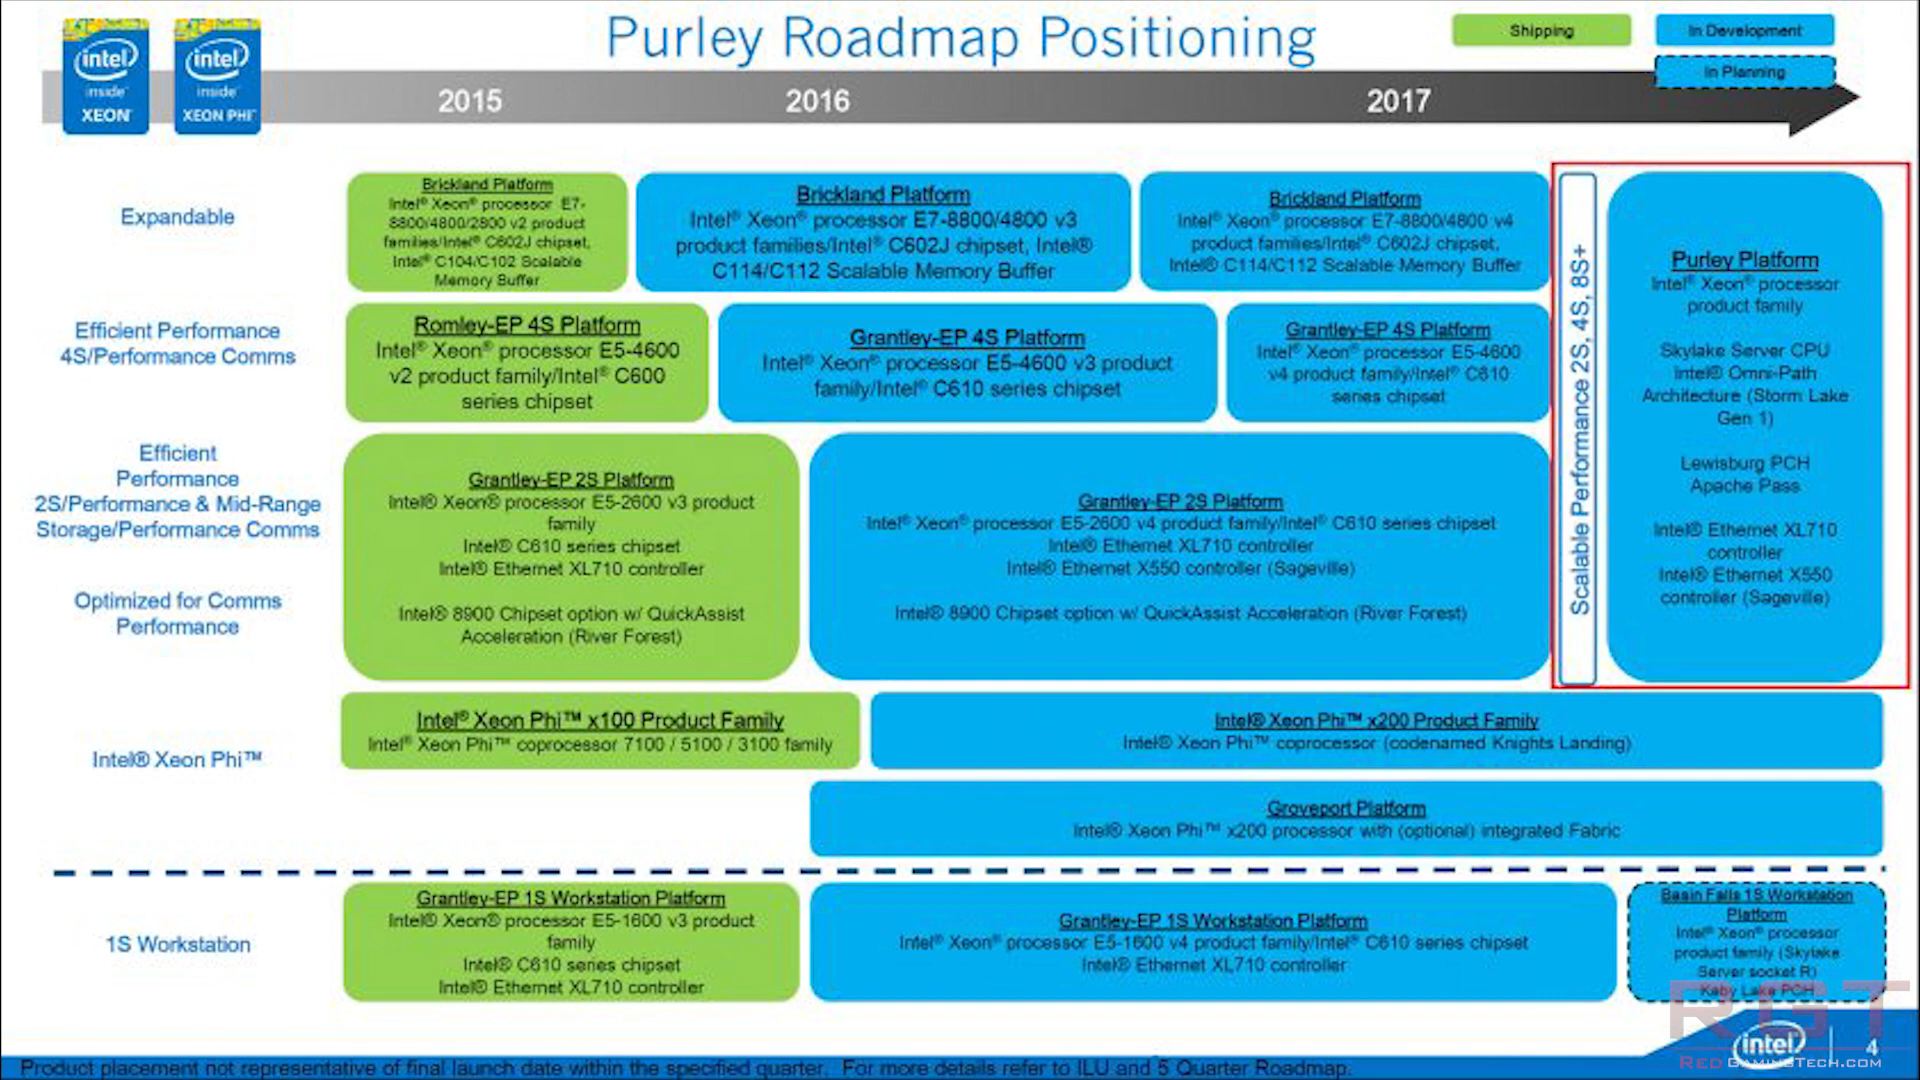 Purley Roadmap Positioning
Shipping
In Development
In Planning
intel
inside
XEON
intel
inside
XEON PHI
2015
2016
2017
Expandable
Brickland Platform
Intel® Xeon® processor E7-
8800/4800/2800 v2 product
families/Intel® C602J chipset,
Intel® C104/C102 Scalable
Memory Buffer
Brickland Platform
Intel® Xeon® processor E7-8800/4800 v3
product families/Intel® C602J chipset, Intel®
C114/C112 Scalable Memory Buffer
Brickland Platform
Intel® Xeon® processor E7-8800/4800 v4
product families/Intel® C602J chipset,
Intel® C114/C112 Scalable Memory Buffer
Efficient Performance
4S/Performance Comms
Romley-EP 4S Platform
Intel® Xeon® processor E5-4600
v2 product family/Intel® C600
series chipset
Grantley-EP 4S Platform
Intel® Xeon® processor E5-4600 v3 product
family/Intel® C610 series chipset
Grantley-EP 4S Platform
Intel® Xeon® processor E5-4600
v4 product family/Intel® C610
series chipset
Efficient
Performance
2S/Performance & Mid-Range
Storage/Performance Comms
Optimized for Comms
Performance
Grantley-EP 2S Platform
Intel® Xeon® processor E5-2600 v3 product
family
Intel® C610 series chipset
Intel® Ethernet XL710 controller
Intel® 8900 Chipset option w/ QuickAssist
Acceleration (River Forest)
Grantley-EP 2S Platform
Intel® Xeon® processor E5-2600 v4 product family/Intel® C610 series chipset
Intel® Ethernet XL710 controller
Intel® Ethernet X550 controller (Sageville)
Intel® 8900 Chipset option w/ QuickAssist Acceleration (River Forest)
Scalable Performance 2S, 4S, 8S+
Purley Platform
Intel® Xeon® processor
product family
Skylake Server CPU
Intel® Omni-Path
Architecture (Storm Lake
Gen 1)
Lewisburg PCH
Apache Pass
Intel® Ethernet XL710
controller
Intel® Ethernet X550
controller (Sageville)
Intel® Xeon Phi™
Intel® Xeon Phi™ x100 Product Family
Intel® Xeon Phi™ coprocessor 7100 / 5100 / 3100 family
Intel® Xeon Phi™ x200 Product Family
Intel® Xeon Phi™ coprocessor (codenamed Knights Landing)
Groveport Platform
Intel® Xeon Phi™ x200 processor with (optional) integrated Fabric
1S Workstation
Grantley-EP 1S Workstation Platform
Intel® Xeon® processor E5-1600 v3 product
family
Intel® C610 series chipset
Intel® Ethernet XL710 controller
Grantley-EP 1S Workstation Platform
Intel® Xeon® processor E5-1600 v4 product family/Intel® C610 series chipset
Intel® Ethernet XL710 controller
Basin Falls 1S Workstation
Platform
Intel® Xeon® processor
product family (Skylake
Server socket R)
Kaby Lake PCH
RGT
REDGAMINGTECH.COM
intel
4
Product placement not representative of final launch date within the specified quarter. For more details refer to ILU and 5 Quarter Roadmap.